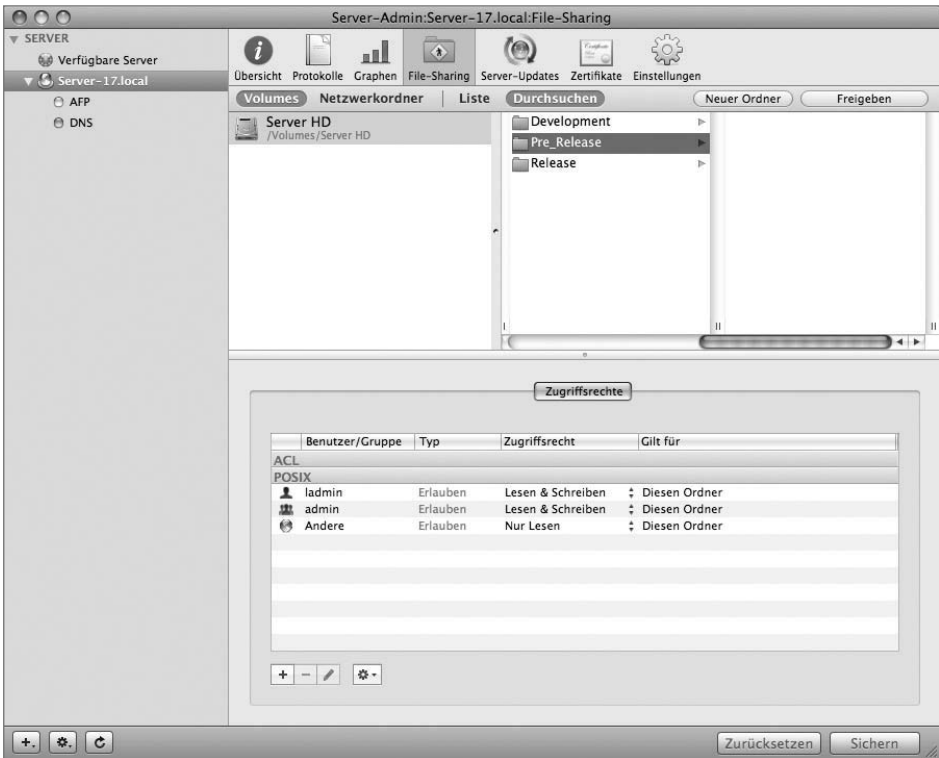 Server-Admin:Server-17.local:File-Sharing
SERVER
Verfügbare Server
Server-17.local
AFP
DNS
Übersicht Protokolle Graphen File-Sharing Server-Updates Zertifikate Einstellungen
Volumes Netzwerkordner Liste Durchsuchen Neuer Ordner Freigeben
Server HD
/Volumes/Server HD
Development
Pre_Release
Release
Zugriffsrechte
Benutzer/Gruppe Typ Zugriffsrecht Gilt für
ACL
POSIX
ladmin Erlauben Lesen & Schreiben Diesen Ordner
admin Erlauben Lesen & Schreiben Diesen Ordner
Andere Erlauben Nur Lesen Diesen Ordner
Zurücksetzen Sichern